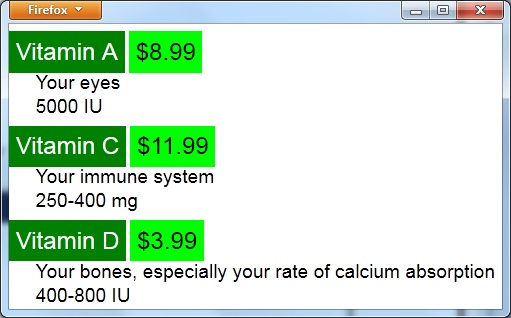 Firefox
Vitamin A $8.99
Your eyes
5000 IU
Vitamin C $11.99
Your immune system
250-400 mg
Vitamin D $3.99
Your bones, especially your rate of calcium absorption
400-800 IU